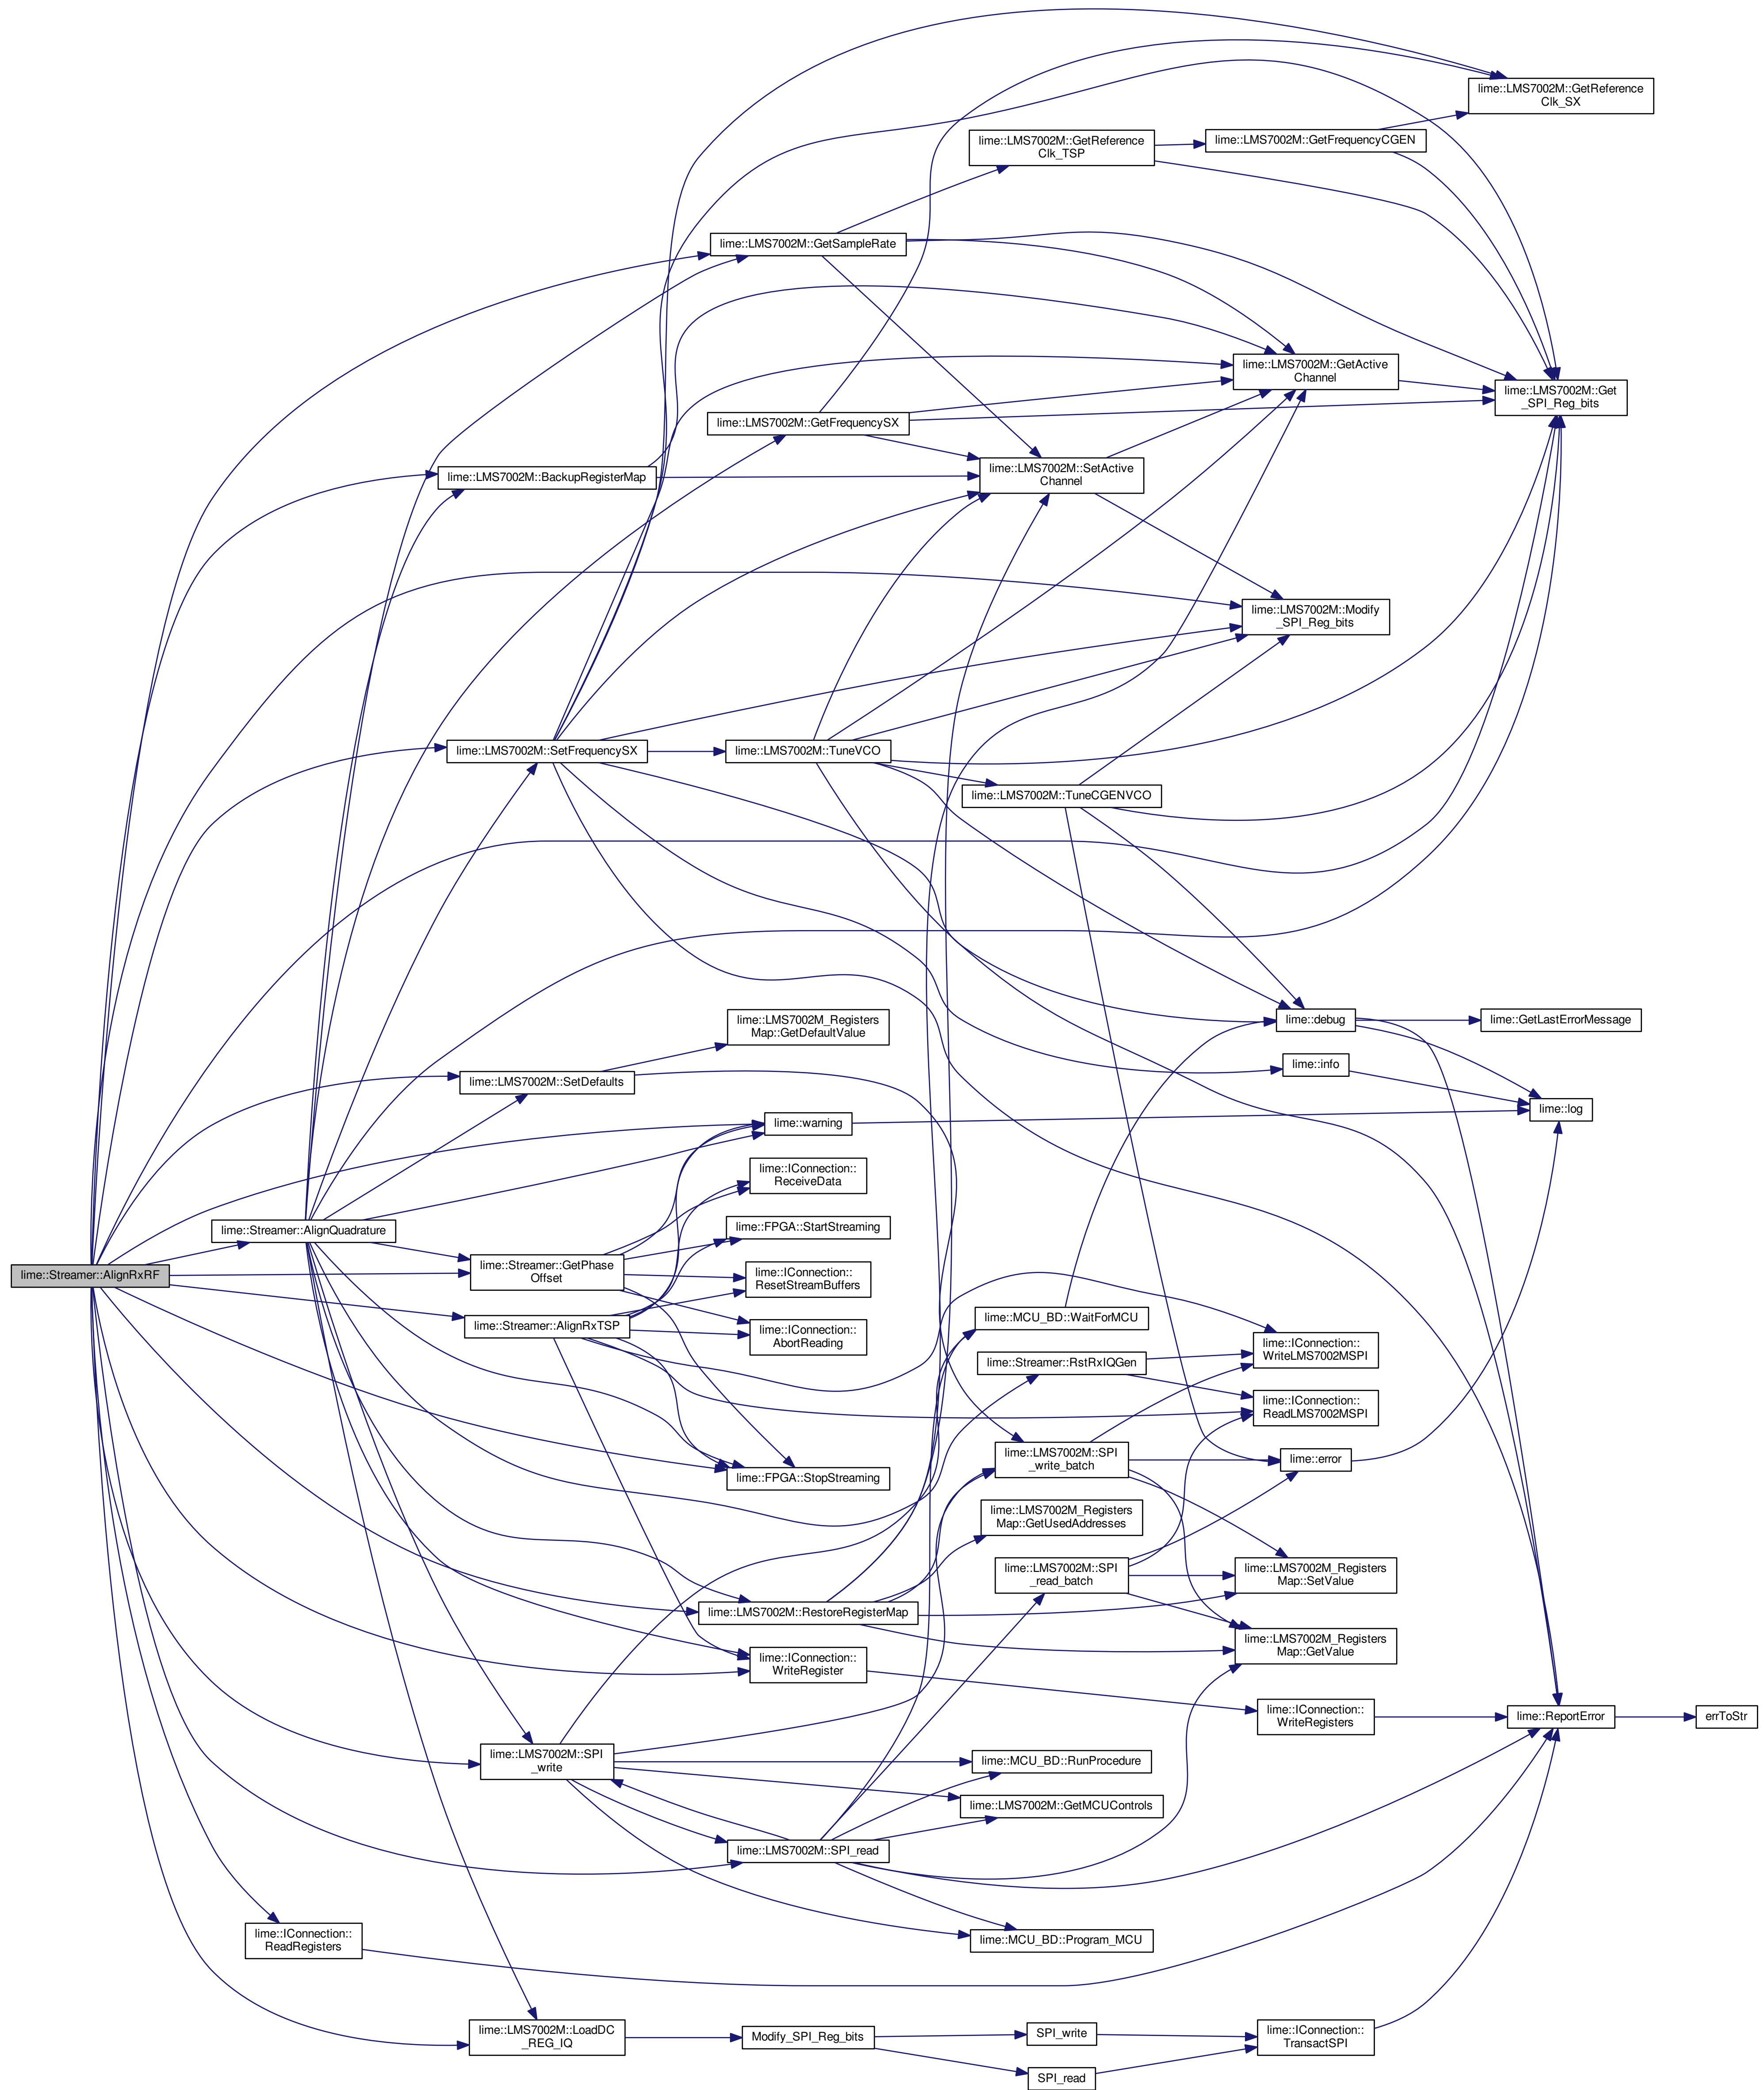 lime::LMS7002M::GetReference
Clk_SX
lime::LMS7002M::GetReference
Clk_TSP
lime::LMS7002M::GetFrequencyCGEN
lime::LMS7002M::GetSampleRate
lime::LMS7002M::GetActive
Channel
lime::LMS7002M::Get
_SPI_Reg_bits
lime::LMS7002M::GetFrequencySX
lime::LMS7002M::BackupRegisterMap
lime::LMS7002M::SetActive
Channel
lime::LMS7002M::Modify
_SPI_Reg_bits
lime::LMS7002M::SetFrequencySX
lime::LMS7002M::TuneVCO
lime::LMS7002M::TuneCGENVCO
lime::LMS7002M_Registers
Map::GetDefaultValue
lime::debug
lime::GetLastErrorMessage
lime::info
lime::LMS7002M::SetDefaults
lime::log
lime::warning
lime::IConnection::
ReceiveData
lime::Streamer::AlignQuadrature
lime::FPGA::StartStreaming
lime::Streamer::AlignRxRF
lime::Streamer::GetPhase
Offset
lime::IConnection::
ResetStreamBuffers
lime::Streamer::AlignRxTSP
lime::IConnection::
AbortReading
lime::MCU_BD::WaitForMCU
lime::IConnection::
WriteLMS7002MSPI
lime::Streamer::RstRxIQGen
lime::IConnection::
ReadLMS7002MSPI
lime::FPGA::StopStreaming
lime::LMS7002M::SPI
_write_batch
lime::error
lime::LMS7002M_Registers
Map::GetUsedAddresses
lime::LMS7002M::SPI
_read_batch
lime::LMS7002M_Registers
Map::SetValue
lime::LMS7002M::RestoreRegisterMap
lime::LMS7002M_Registers
Map::GetValue
lime::IConnection::
WriteRegister
lime::IConnection::
WriteRegisters
lime::ReportError
errToStr
lime::LMS7002M::SPI
_write
lime::MCU_BD::RunProcedure
lime::LMS7002M::GetMCUControls
lime::LMS7002M::SPI_read
lime::IConnection::
ReadRegisters
lime::MCU_BD::Program_MCU
lime::LMS7002M::LoadDC
_REG_IQ
Modify_SPI_Reg_bits
SPI_write
lime::IConnection::
TransactSPI
SPI_read